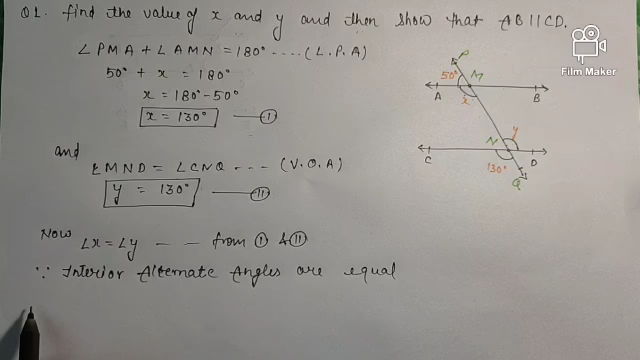 Q1. find the value of x and y and then show that AB||CD.
∠PMA + ∠AMN = 180° .... (L.P.A)
50° + x = 180°
x = 180° - 50°
x = 130° — I
and
∠MND = ∠CNQ --- (V.O.A)
y = 130° — II
Now ∠x = ∠y — — from I & II
∵ Interior Alternate Angles are equal
P
50° M
A x B
N y
C D
130°
Q
Film Maker